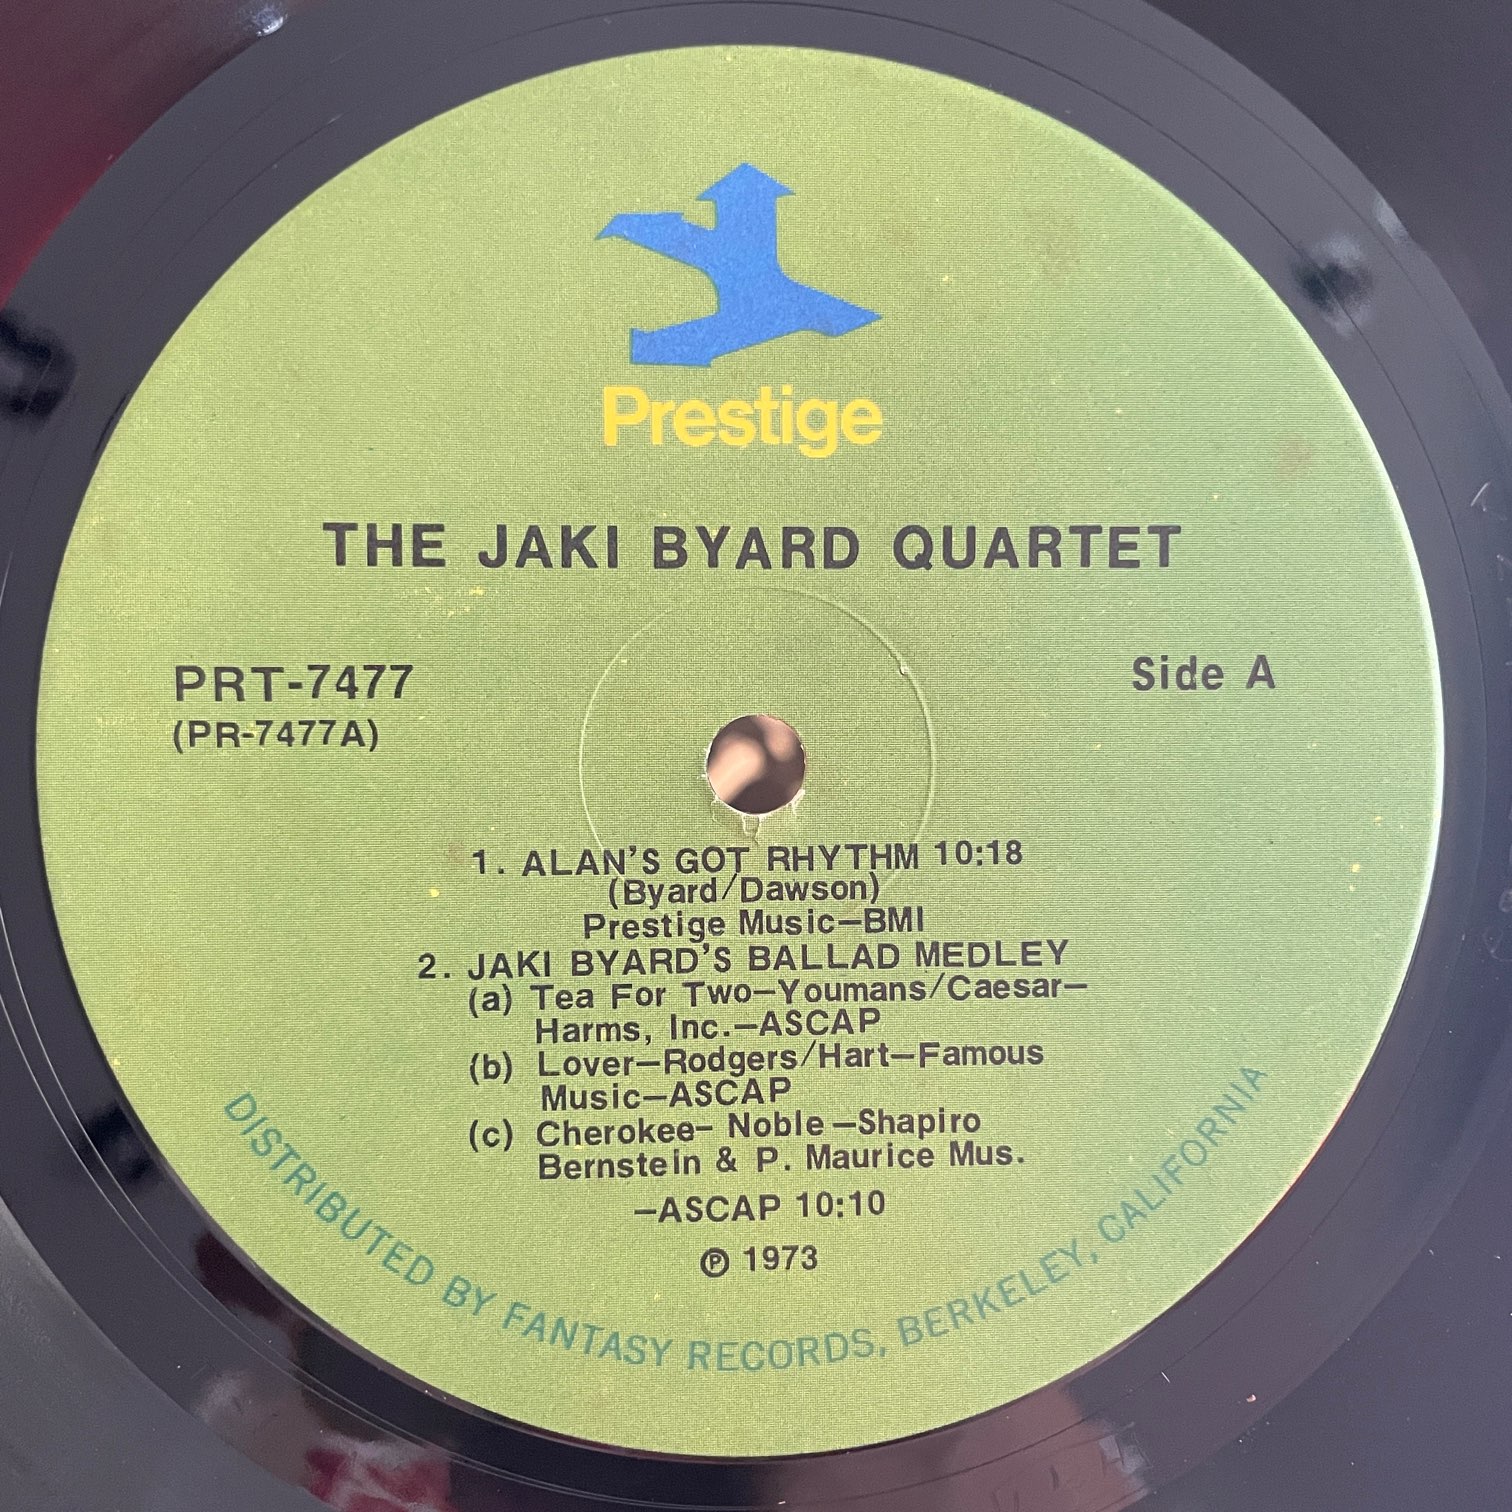 Prestige
THE JAKI BYARD QUARTET
PRT-7477
(PR-7477A)
Side A
1. ALAN'S GOT RHYTHM 10:18
(Byard/Dawson)
Prestige Music—BMI
2. JAKI BYARD'S BALLAD MEDLEY
(a) Tea For Two—Youmans/Caesar—
Harms, Inc.—ASCAP
(b) Lover—Rodgers/Hart—Famous
Music—ASCAP
(c) Cherokee— Noble —Shapiro
Bernstein & P. Maurice Mus.
—ASCAP 10:10
℗ 1973
DISTRIBUTED BY FANTASY RECORDS, BERKELEY, CALIFORNIA